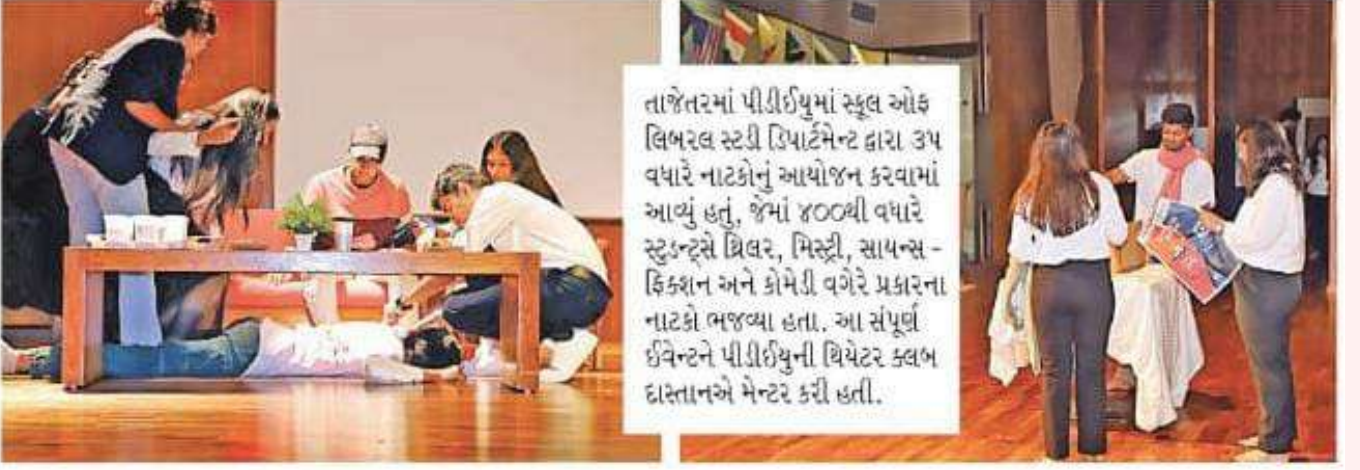 તાજેતરમાં પીડીઈયુમાં સ્કૂલ ઓફ
લિબરલ સ્ટડી ડિપાર્ટમેન્ટ દ્વારા ૩૫
વધારે નાટકોનું આયોજન કરવામાં
આવ્યું હતું, જેમાં ૪૦૦થી વધારે
સ્ટુડન્ટ્સે થ્રિલર, મિસ્ટ્રી, સાયન્સ -
ફિક્શન અને કોમેડી વગેરે પ્રકારના
નાટકો ભજવ્યા હતા. આ સંપૂર્ણ
ઈવેન્ટને પીડીઈયુની થિયેટર ક્લબ
દાસ્તાનએ મેન્ટર કરી હતી.